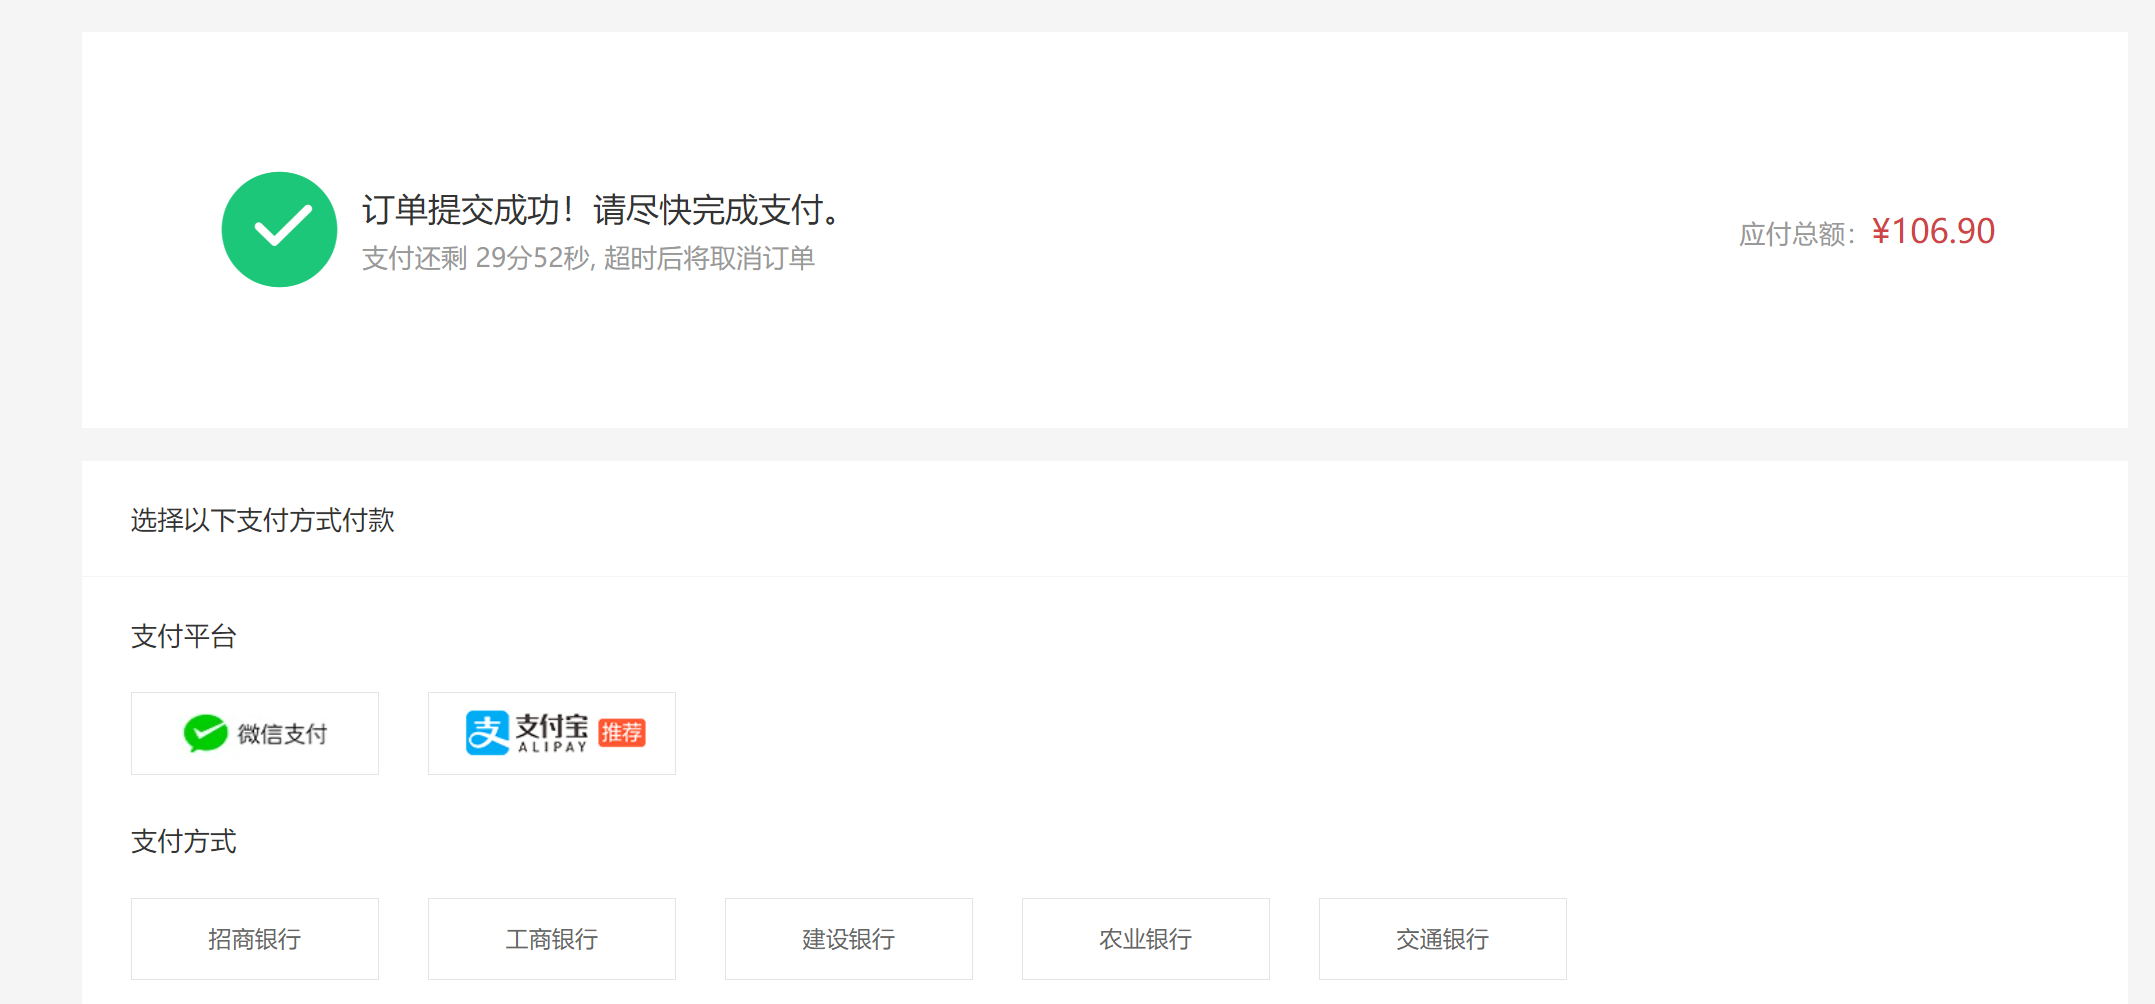 订单提交成功！请尽快完成支付。
支付还剩 29分52秒, 超时后将取消订单
应付总额：¥106.90
选择以下支付方式付款
支付平台
微信支付
支付宝 推荐
ALIPAY
支付方式
招商银行 工商银行 建设银行 农业银行 交通银行